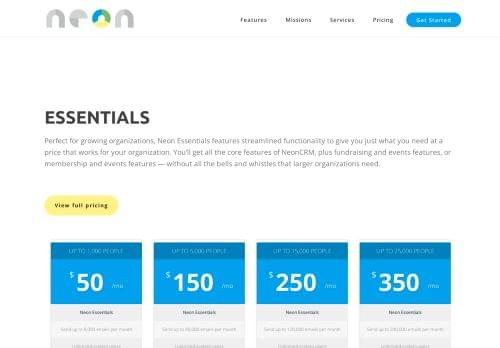 neon
Features
Missions
Services
Pricing
Get Started
ESSENTIALS
Perfect for growing organizations, Neon Essentials features streamlined functionality to give you just what you need at a
price that works for your organization. You'll get all the core features of NeonCRM, plus fundraising and events features, or
membership and events features — without all the bells and whistles that larger organizations need.
View full pricing
UP TO 1,000 PEOPLE
$50 /mo
Neon Essentials
Send up to 8,000 emails per month
Unlimited system users
UP TO 5,000 PEOPLE
$150 /mo
Neon Essentials
Send up to 40,000 emails per month
Unlimited system users
UP TO 15,000 PEOPLE
$250 /mo
Neon Essentials
Send up to 120,000 emails per month
Unlimited system users
UP TO 25,000 PEOPLE
$350 /mo
Neon Essentials
Send up to 200,000 emails per month
Unlimited system users